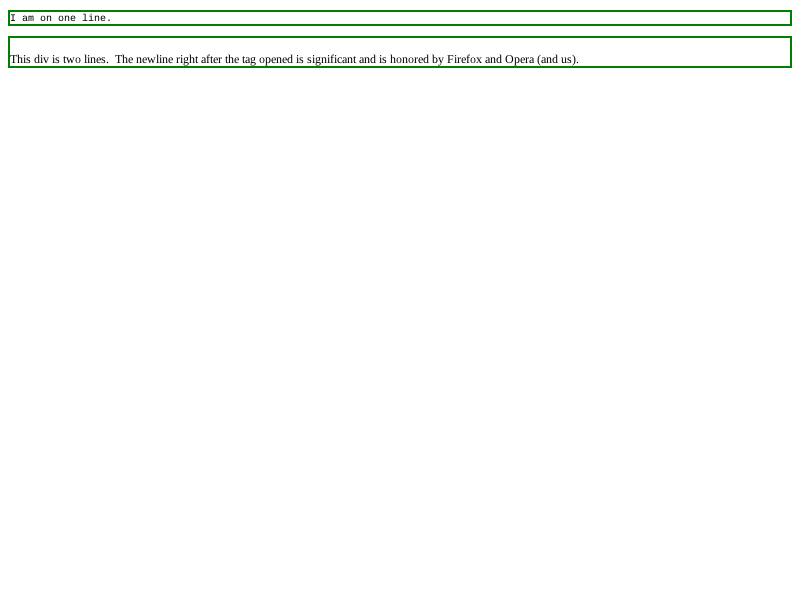 I am on one line.
This div is two lines.  The newline right after the tag opened is significant and is honored by Firefox and Opera (and us).